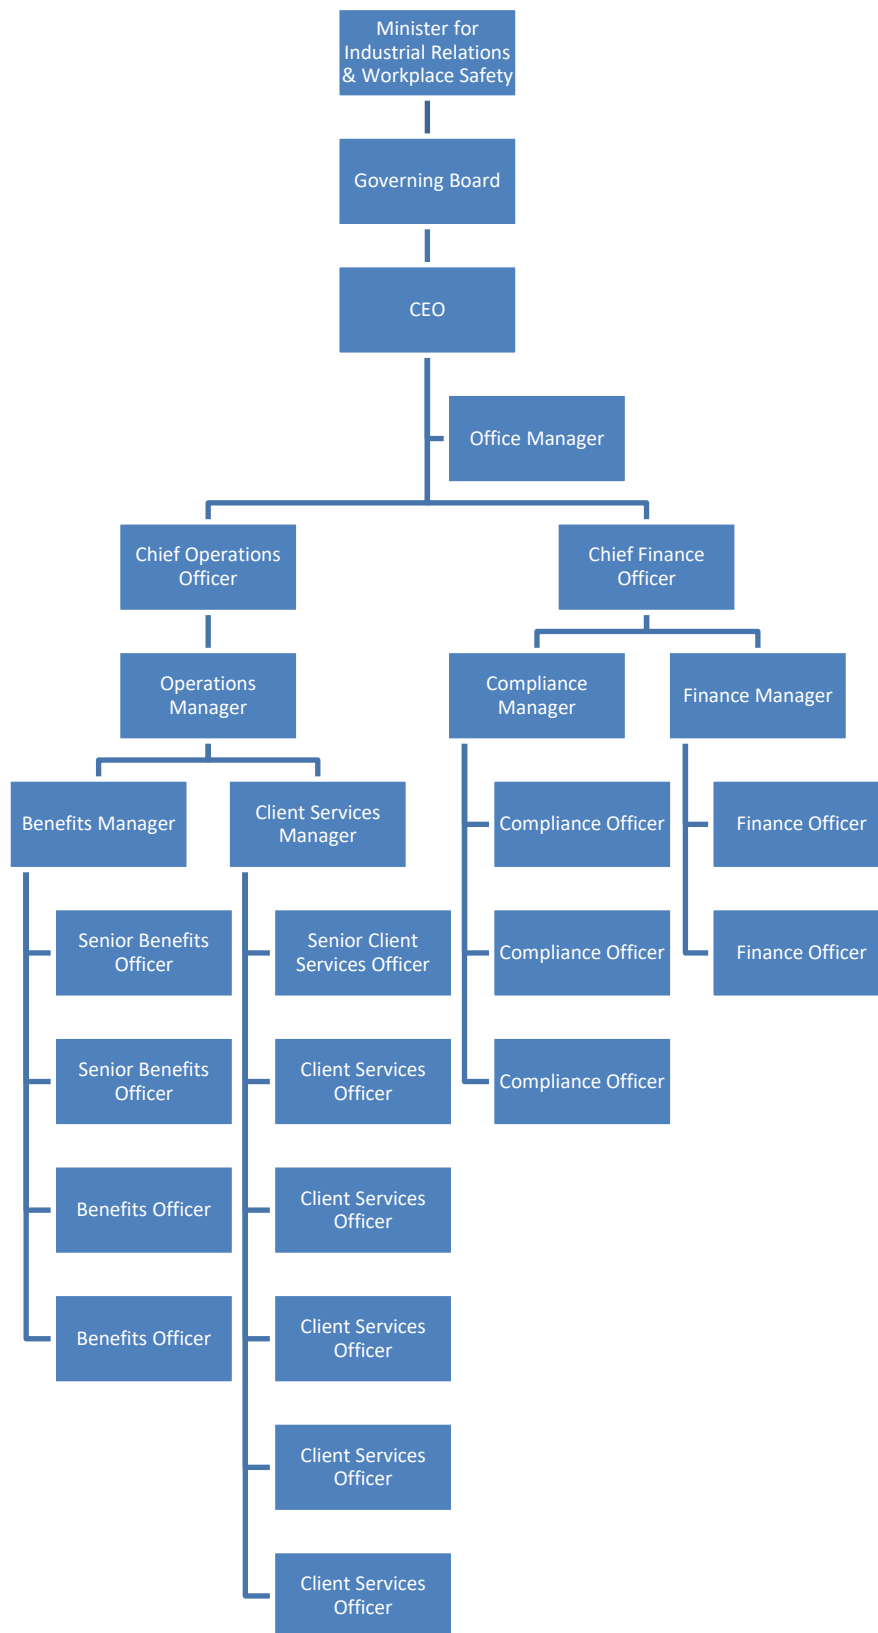 Minister for
Industrial Relations
& Workplace Safety
Governing Board
CEO
Office Manager
Chief Operations
Officer
Chief Finance
Officer
Operations
Manager
Compliance
Manager
Finance Manager
Benefits Manager
Client Services
Manager
Compliance Officer
Finance Officer
Senior Benefits
Officer
Senior Client
Services Officer
Compliance Officer
Finance Officer
Senior Benefits
Officer
Client Services
Officer
Compliance Officer
Benefits Officer
Client Services
Officer
Benefits Officer
Client Services
Officer
Client Services
Officer
Client Services
Officer